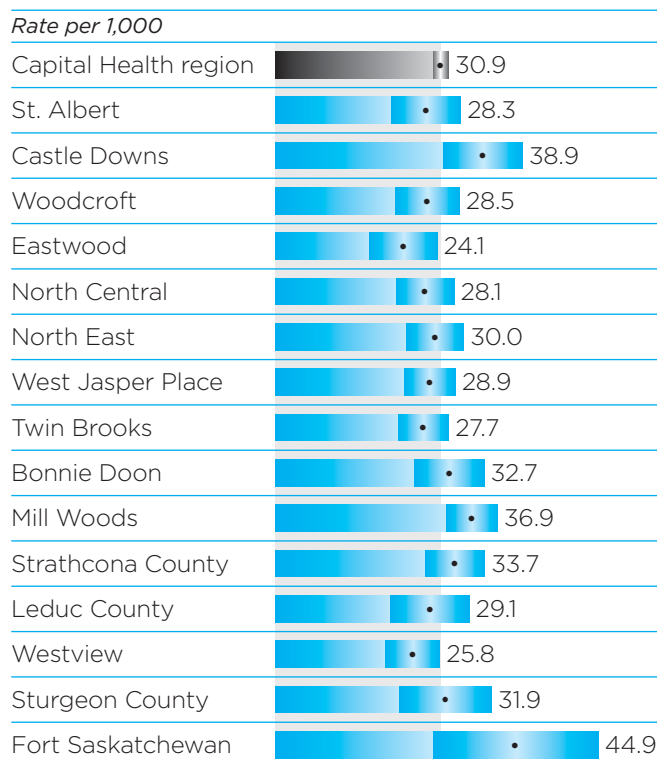 Rate per 1,000
Capital Health region 30.9
St. Albert 28.3
Castle Downs 38.9
Woodcroft 28.5
Eastwood 24.1
North Central 28.1
North East 30.0
West Jasper Place 28.9
Twin Brooks 27.7
Bonnie Doon 32.7
Mill Woods 36.9
Strathcona County 33.7
Leduc County 29.1
Westview 25.8
Sturgeon County 31.9
Fort Saskatchewan 44.9